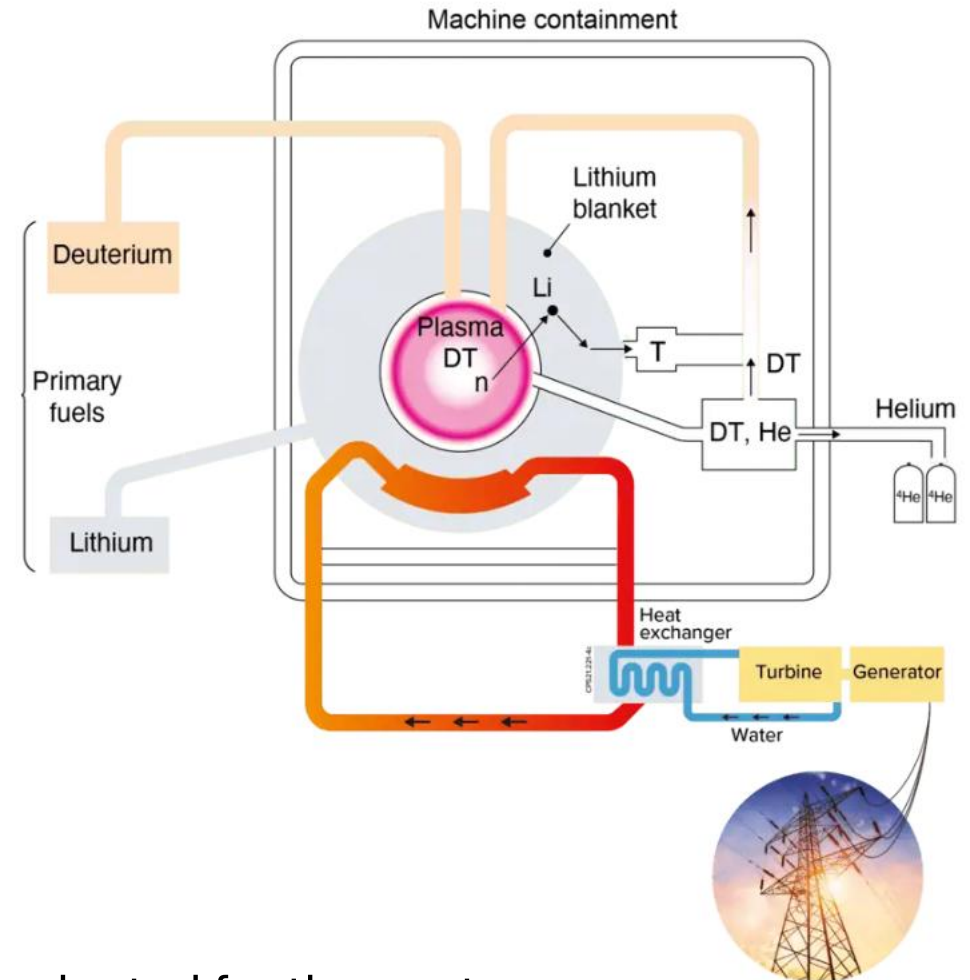 Machine containment
Lithium
blanket
Deuterium
Li
Plasma
DT
n
T
DT
Primary
fuels
Helium
DT, He
⁴He ⁴He
Lithium
Heat
exchanger
Turbine
Generator
Water